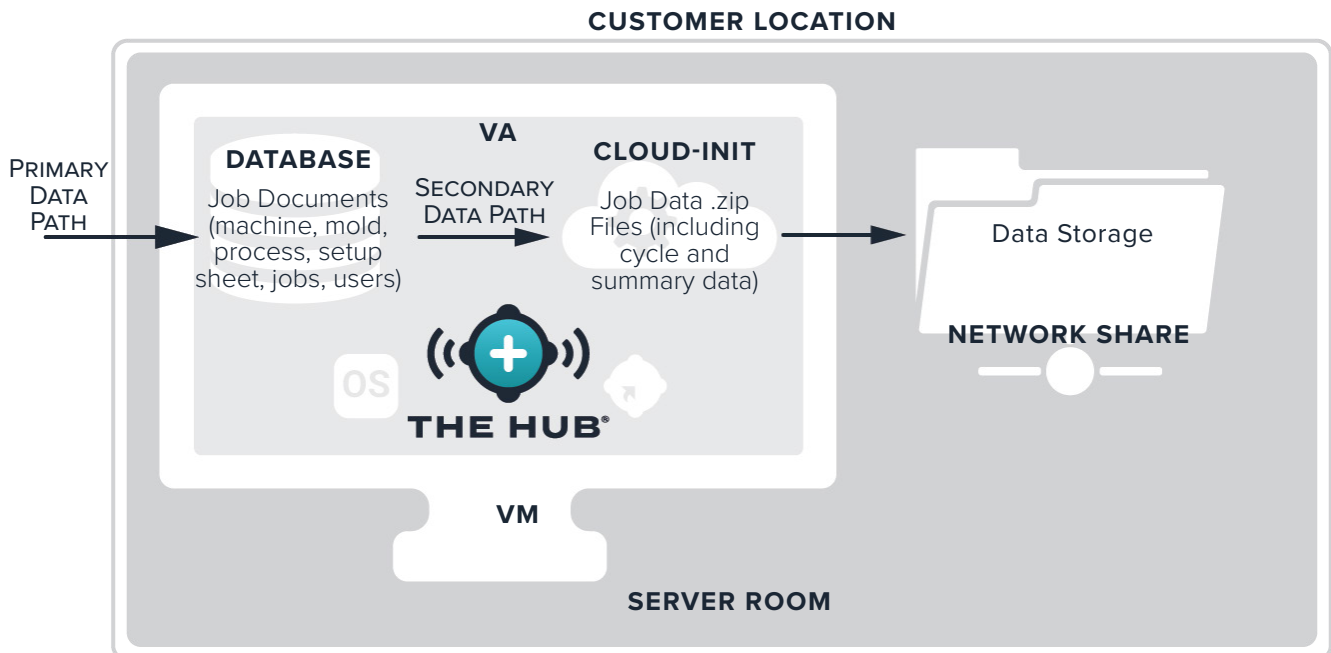 CUSTOMER LOCATION
PRIMARY
DATA
PATH
VA
DATABASE
Job Documents
(machine, mold,
process, setup
sheet, jobs, users)
SECONDARY
DATA PATH
CLOUD-INIT
Job Data .zip
Files (including
cycle and
summary data)
Data Storage
NETWORK SHARE
OS
THE HUB®
VM
SERVER ROOM